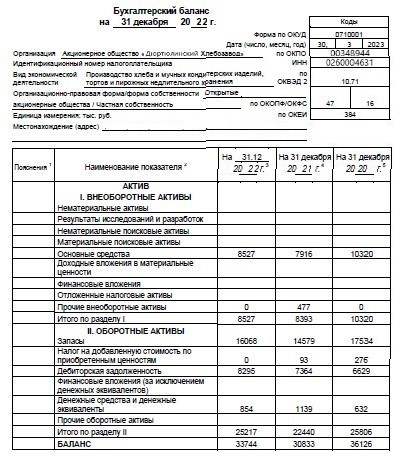 Бухгалтерский баланс
на 31 декабря 20 22 г.
Коды
Форма по ОКУД 0710001
Дата (число, месяц, год) 30, 3 2023
Организация Акционерное общество «Дюртюлинский Хлебозавод» по ОКПО 00348944
Идентификационный номер налогоплательщика ИНН 0260004631
Вид экономической деятельности Производство хлеба и мучных кондитерских изделий, тортов и пирожных недлительного хранения по ОКВЭД 2 10.71
Организационно-правовая форма/форма собственности Открытые
акционерные общества / Частная собственность по ОКОПФ/ОКФС 47 16
Единица измерения: тыс. руб. по ОКЕИ 384
Местонахождение (адрес)
Пояснения 1 Наименование показателя 2 На 31.12 20 22 г.3 На 31 декабря 20 21 г.4 На 31 декабря 20 20 г.5
АКТИВ
I. ВНЕОБОРОТНЫЕ АКТИВЫ
Нематериальные активы
Результаты исследований и разработок
Нематериальные поисковые активы
Материальные поисковые активы
Основные средства 8527 7916 10320
Доходные вложения в материальные
ценности
Финансовые вложения
Отложенные налоговые активы
Прочие внеоборотные активы 0 477 0
Итого по разделу I 8527 8393 10320
II. ОБОРОТНЫЕ АКТИВЫ
Запасы 16068 14579 17534
Налог на добавленную стоимость по
приобретенным ценностям 0 93 276
Дебиторская задолженность 8295 7364 6629
Финансовые вложения (за исключением
денежных эквивалентов)
Денежные средства и денежные
эквиваленты 854 1139 632
Прочие оборотные активы
Итого по разделу II 25217 22440 25806
БАЛАНС 33744 30833 36126